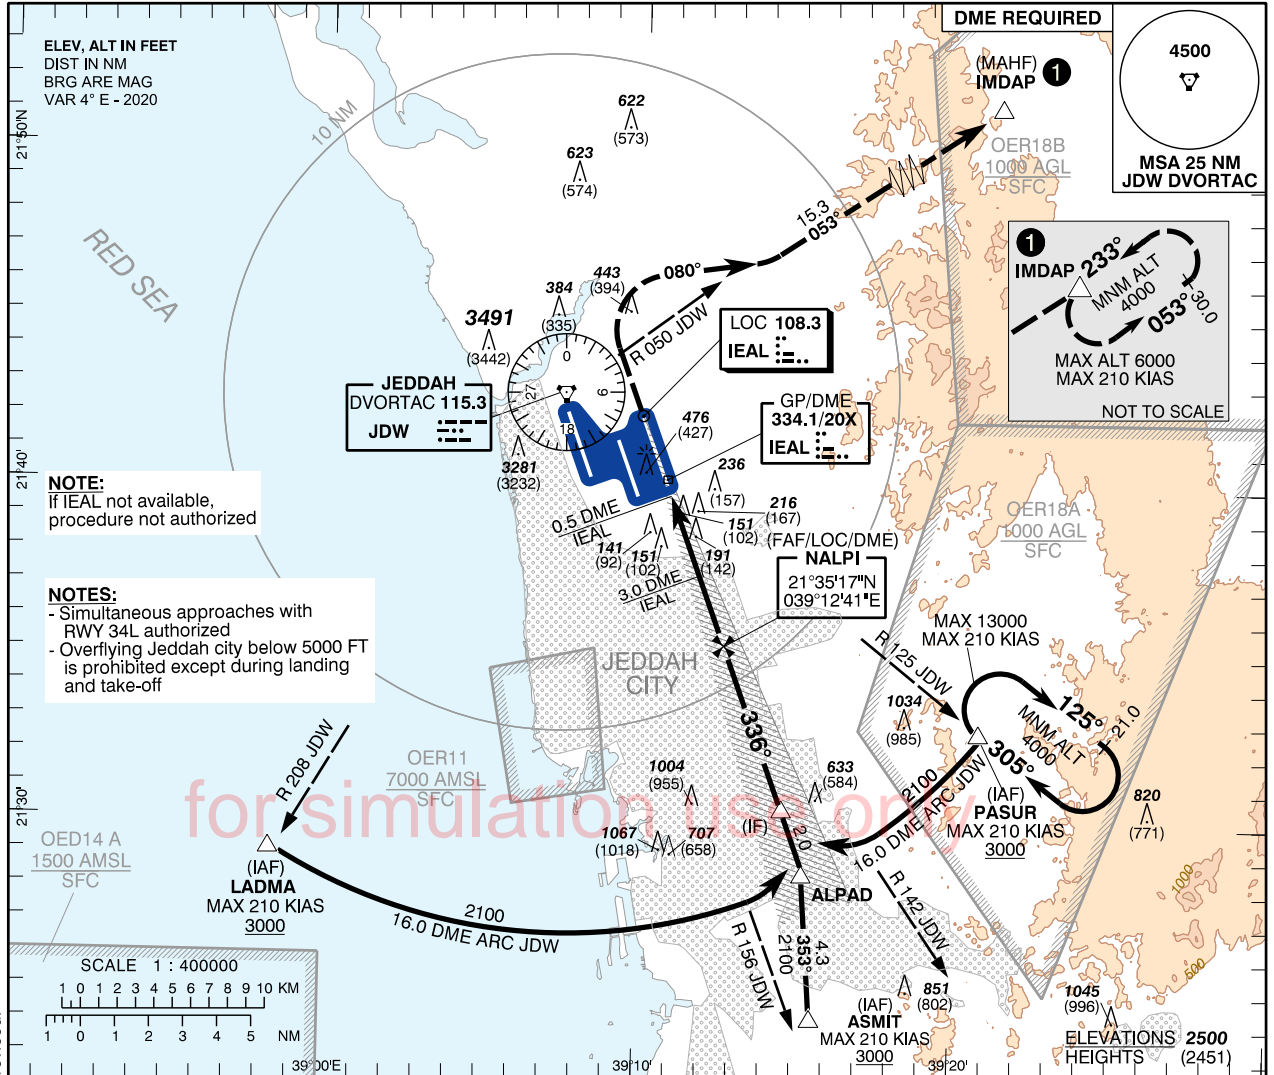 DME REQUIRED
ELEV, ALT IN FEET
DIST IN NM
BRG ARE MAG
VAR 4° E - 2020
4500
MSA 25 NM
JDW DVORTAC
(MAHF)
IMDAP
1
OER18B
1000 AGL
SFC
21°50'N
10 NM
622
(573)
623
(574)
RED SEA
15.3
053°
1
IMDAP
233°
MNM ALT
4000
053°
30.0
MAX ALT 6000
MAX 210 KIAS
NOT TO SCALE
443
(394)
080°
384
(335)
3491
(3442)
R 050 JDW
LOC 108.3
IEAL
0
6
18
27
JEDDAH
DVORTAC 115.3
JDW
GP/DME
334.1/20X
IEAL
476
(427)
3281
(3232)
236
(157)
21°40'
NOTE:
If IEAL not available,
procedure not authorized
OER18A
1000 AGL
SFC
0.5 DME
IEAL
216
(167)
151
(102)
141
(92)
151
(102)
191
(142)
3.0 DME
IEAL
(FAF/LOC/DME)
NALPI
21°35'17"N
039°12'41"E
NOTES:
- Simultaneous approaches with
RWY 34L authorized
- Overflying Jeddah city below 5000 FT
is prohibited except during landing
and take-off
MAX 13000
MAX 210 KIAS
R 125 JDW
JEDDAH
CITY
1034
(985)
125°
21.0
MNM ALT
4000
305°
336°
R 208 JDW
OER11
7000 AMSL
SFC
1004
(955)
633
(584)
2100
16.0 DME ARC JDW
(IAF)
PASUR
MAX 210 KIAS
3000
820
(771)
for simulation use only
21°30'
(IF)
2.0
1067
(1018)
707
(658)
OED14 A
1500 AMSL
SFC
(IAF)
LADMA
MAX 210 KIAS
3000
ALPAD
1000
2100
16.0 DME ARC JDW
R 142 JDW
R 156 JDW
4.3
353°
2100
500
SCALE 1 : 400000
1 0 1 2 3 4 5 6 7 8 9 10 KM
1 0 1 2 3 4 5 NM
851
(802)
1045
(996)
(IAF)
ASMIT
MAX 210 KIAS
3000
ELEVATIONS 2500
HEIGHTS (2451)
39°00'E
39°10'
39°20'